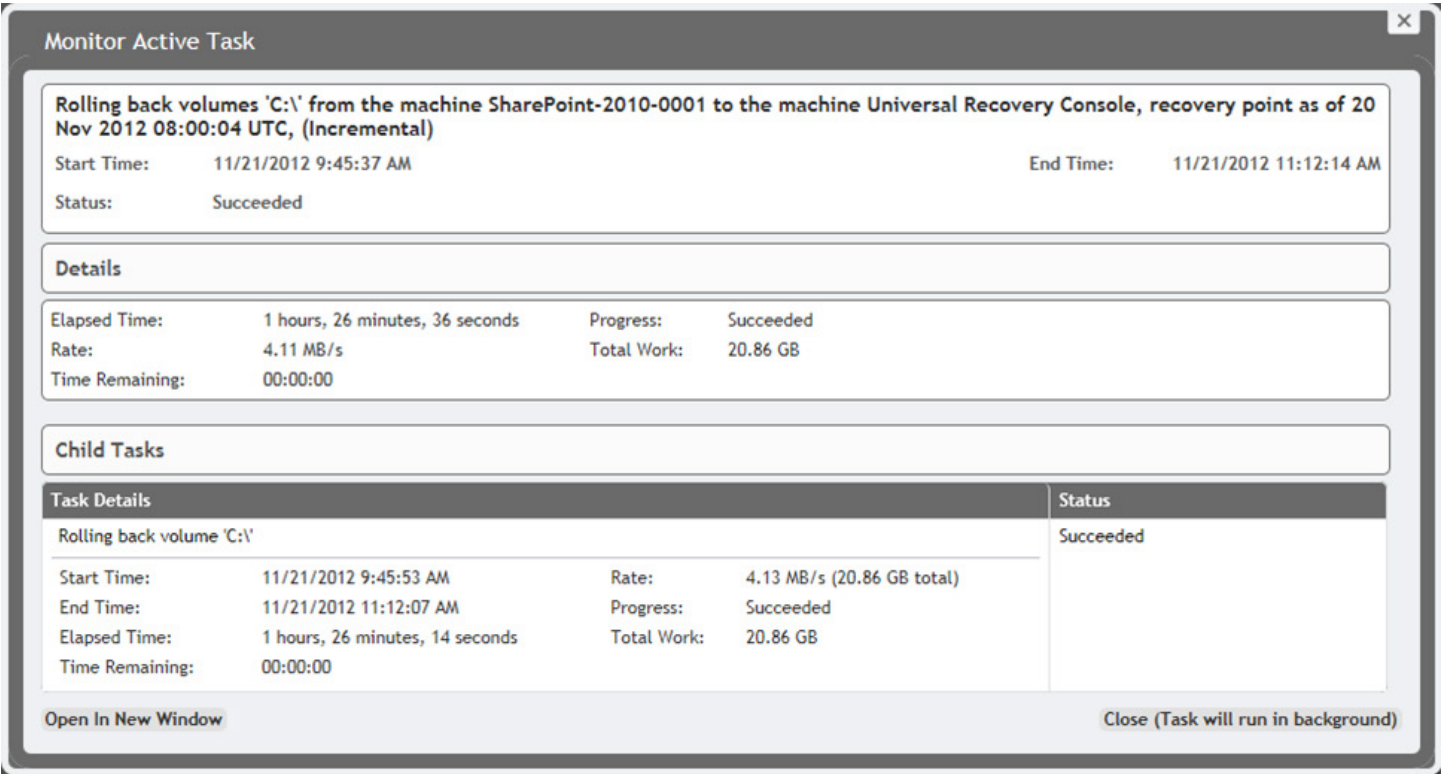 Monitor Active Task
Rolling back volumes 'C:\' from the machine SharePoint-2010-0001 to the machine Universal Recovery Console, recovery point as of 20
Nov 2012 08:00:04 UTC, (Incremental)
Start Time: 11/21/2012 9:45:37 AM End Time: 11/21/2012 11:12:14 AM
Status: Succeeded
Details
Elapsed Time: 1 hours, 26 minutes, 36 seconds Progress: Succeeded
Rate: 4.11 MB/s Total Work: 20.86 GB
Time Remaining: 00:00:00
Child Tasks
Task Details Status
Rolling back volume 'C:\' Succeeded
Start Time: 11/21/2012 9:45:53 AM Rate: 4.13 MB/s (20.86 GB total)
End Time: 11/21/2012 11:12:07 AM Progress: Succeeded
Elapsed Time: 1 hours, 26 minutes, 14 seconds Total Work: 20.86 GB
Time Remaining: 00:00:00
Open In New Window Close (Task will run in background)